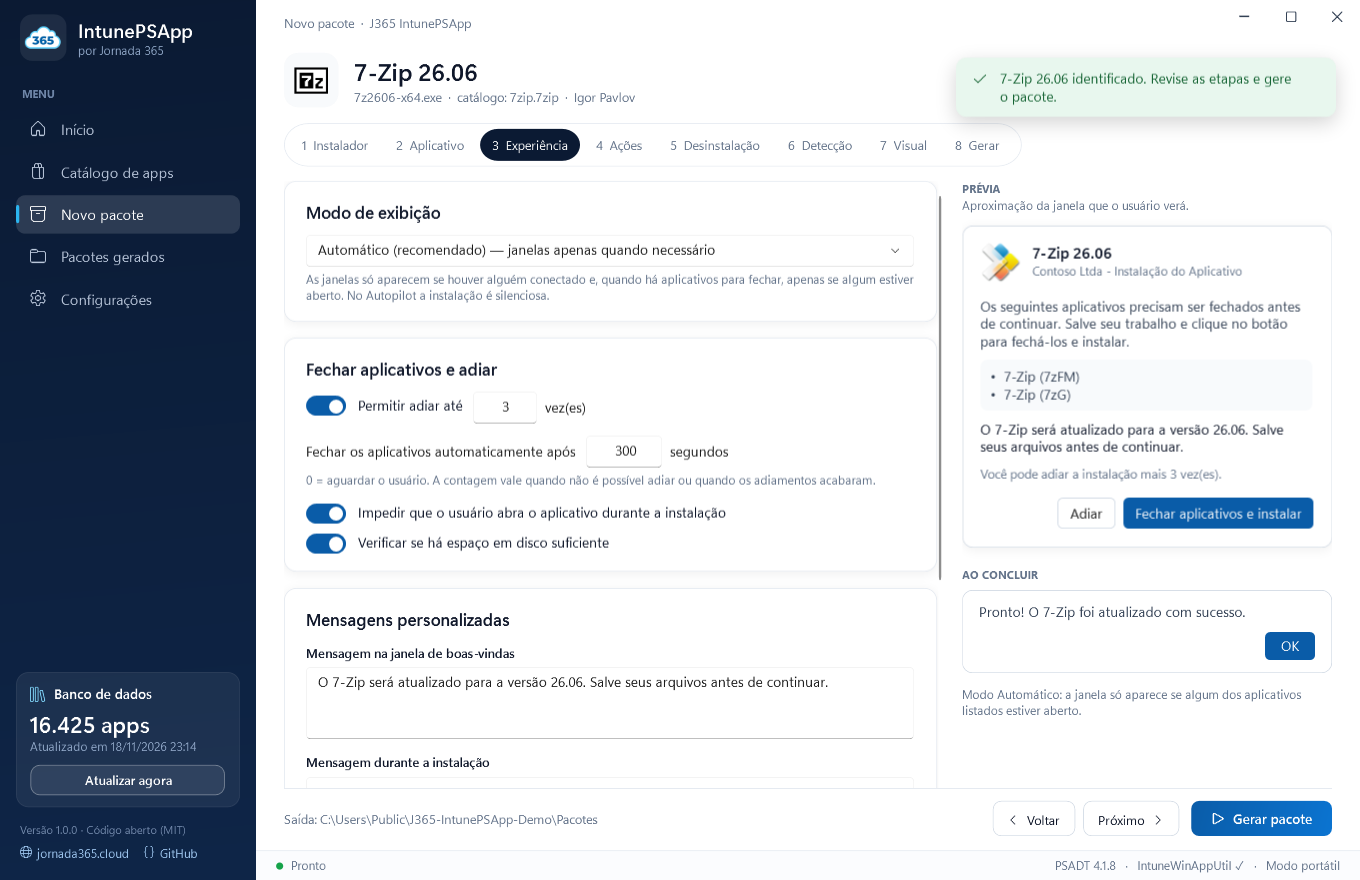 365
IntunePSApp
por Jornada 365
MENU
Início
Catálogo de apps
Novo pacote
Pacotes gerados
Configurações
Banco de dados
16.425 apps
Atualizado em 18/11/2026 23:14
Atualizar agora
Versão 1.0.0 · Código aberto (MIT)
jornada365.cloud
GitHub
Novo pacote · J365 IntunePSApp
7z
7-Zip 26.06
7z2606-x64.exe · catálogo: 7zip.7zip · Igor Pavlov
7-Zip 26.06 identificado. Revise as etapas e gere
o pacote.
1 Instalador
2 Aplicativo
3 Experiência
4 Ações
5 Desinstalação
6 Detecção
7 Visual
8 Gerar
Modo de exibição
Automático (recomendado) — janelas apenas quando necessário
As janelas só aparecem se houver alguém conectado e, quando há aplicativos para fechar, apenas se algum estiver
aberto. No Autopilot a instalação é silenciosa.
Fechar aplicativos e adiar
Permitir adiar até 3 vez(es)
Fechar os aplicativos automaticamente após 300 segundos
0 = aguardar o usuário. A contagem vale quando não é possível adiar ou quando os adiamentos acabaram.
Impedir que o usuário abra o aplicativo durante a instalação
Verificar se há espaço em disco suficiente
Mensagens personalizadas
Mensagem na janela de boas-vindas
O 7-Zip será atualizado para a versão 26.06. Salve seus arquivos antes de continuar.
Mensagem durante a instalação
PRÉVIA
Aproximação da janela que o usuário verá.
7-Zip 26.06
Contoso Ltda - Instalação do Aplicativo
Os seguintes aplicativos precisam ser fechados antes
de continuar. Salve seu trabalho e clique no botão
para fechá-los e instalar.
• 7-Zip (7zFM)
• 7-Zip (7zG)
O 7-Zip será atualizado para a versão 26.06. Salve
seus arquivos antes de continuar.
Você pode adiar a instalação mais 3 vez(es).
Adiar
Fechar aplicativos e instalar
AO CONCLUIR
Pronto! O 7-Zip foi atualizado com sucesso.
OK
Modo Automático: a janela só aparece se algum dos aplicativos
listados estiver aberto.
Saída: C:\Users\Public\J365-IntunePSApp-Demo\Pacotes
Voltar
Próximo
Gerar pacote
Pronto
PSADT 4.1.8 · IntuneWinAppUtil ✓ · Modo portátil